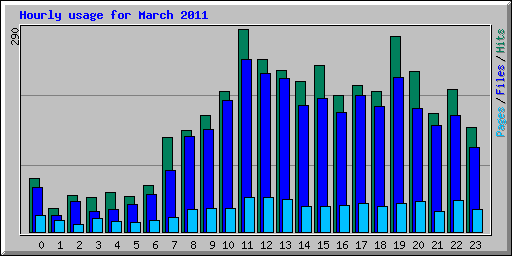 Hourly usage for March 2011
290
Pages / Files / Hits
0 1 2 3 4 5 6 7 8 9 10 11 12 13 14 15 16 17 18 19 20 21 22 23